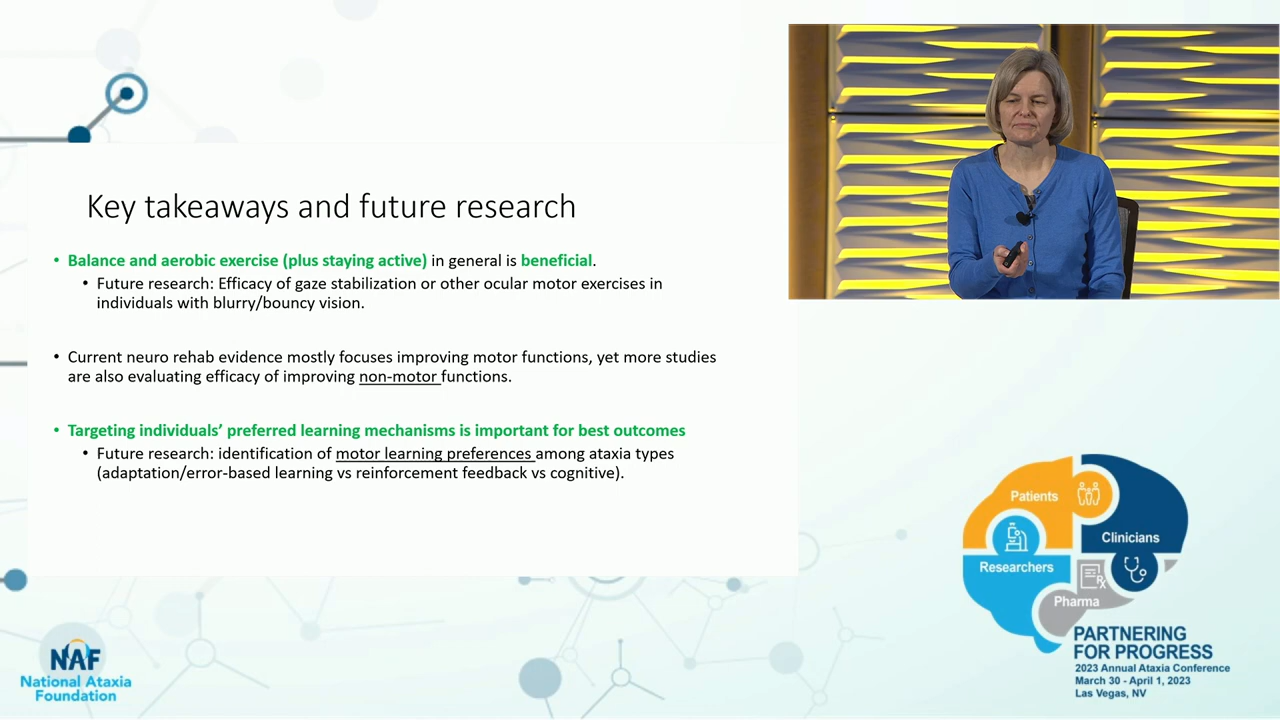 Key takeaways and future research
• Balance and aerobic exercise (plus staying active) in general is beneficial.
• Future research: Efficacy of gaze stabilization or other ocular motor exercises in
individuals with blurry/bouncy vision.
• Current neuro rehab evidence mostly focuses improving motor functions, yet more studies
are also evaluating efficacy of improving non-motor functions.
• Targeting individuals’ preferred learning mechanisms is important for best outcomes
• Future research: identification of motor learning preferences among ataxia types
(adaptation/error-based learning vs reinforcement feedback vs cognitive).
Patients
Clinicians
Researchers
Rx
Pharma
PARTNERING
FOR PROGRESS
2023 Annual Ataxia Conference
March 30 - April 1, 2023
Las Vegas, NV
NAF
National Ataxia
Foundation